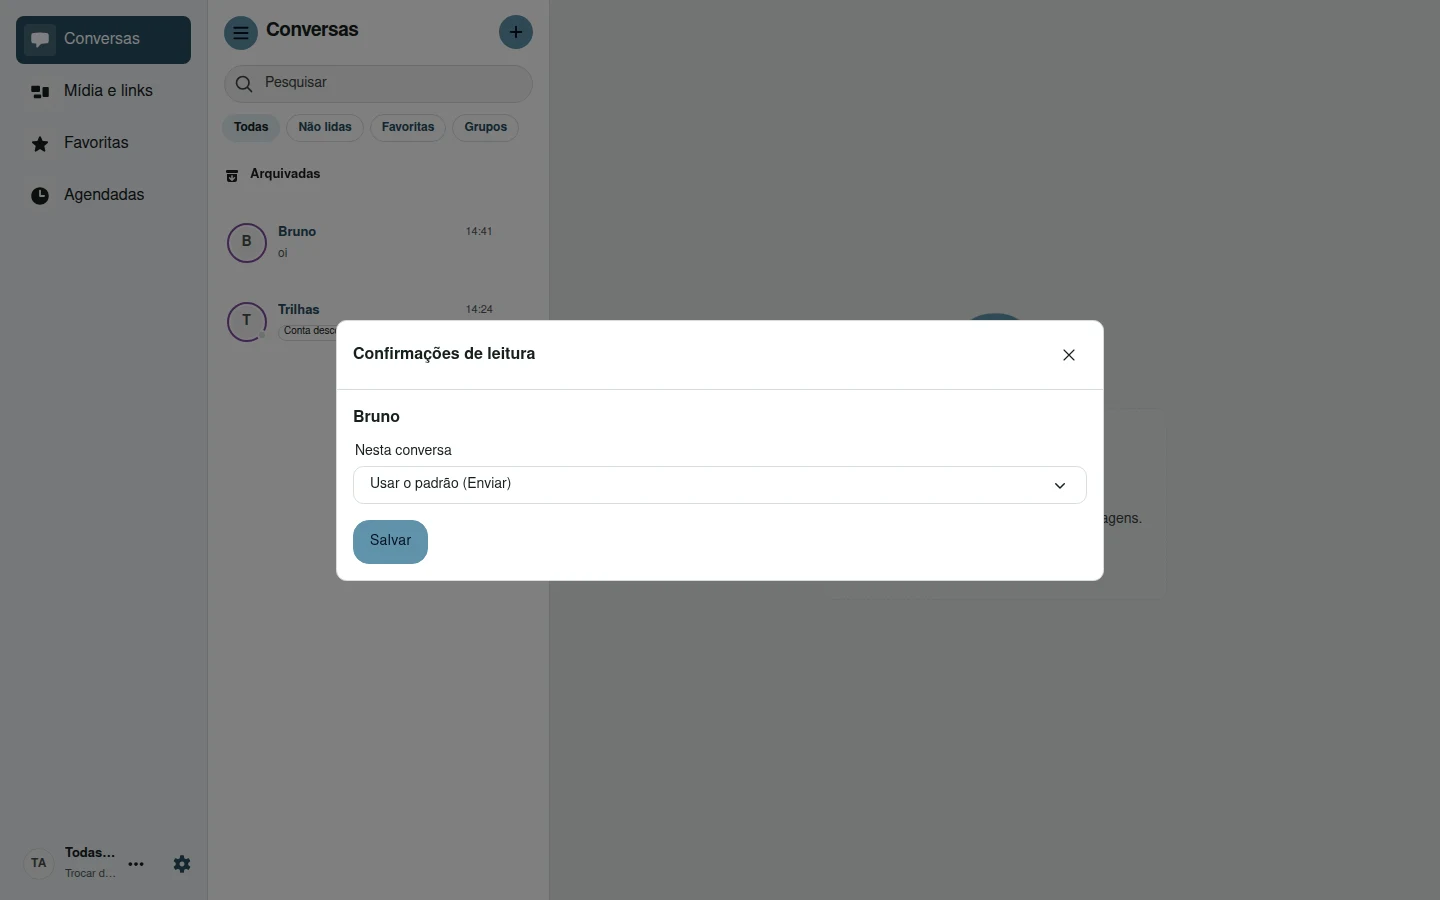 Conversas
Mídia e links
Favoritas
Agendadas
Conversas
Pesquisar
Todas
Não lidas
Favoritas
Grupos
Arquivadas
B
Bruno
14:41
oi
T
Trilhas
14:24
Conta
Confirmações de leitura
Bruno
Nesta conversa
Usar o padrão (Enviar)
Salvar
agens.
TA
Todas...
Trocar d...